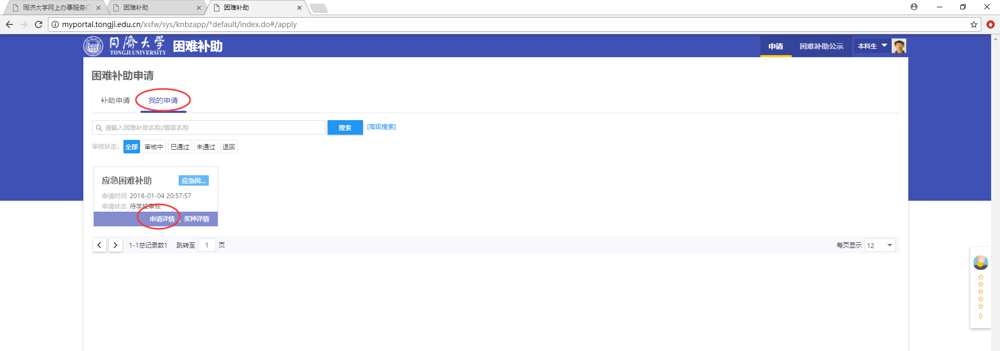 同济大学网上办事服务门
困难补助
困难补助
myportal.tongji.edu.cn/xsfw/sys/knbzapp/*default/index.do#/apply
同濟大学
TONGJI UNIVERSITY
困难补助
申请
困难补助公示
本科生
困难补助申请
补助申请
我的申请
请输入困难补助名称/等级名称
搜索
[高级搜索]
审核状态:
全部
审核中
已通过
未通过
退回
应急困难补助
应急困...
申请时间 2018-01-04 20:57:57
申请状态 待学校审核
申请详情
奖种详情
1-1总记录数1
跳转至 1 页
每页显示 12
0